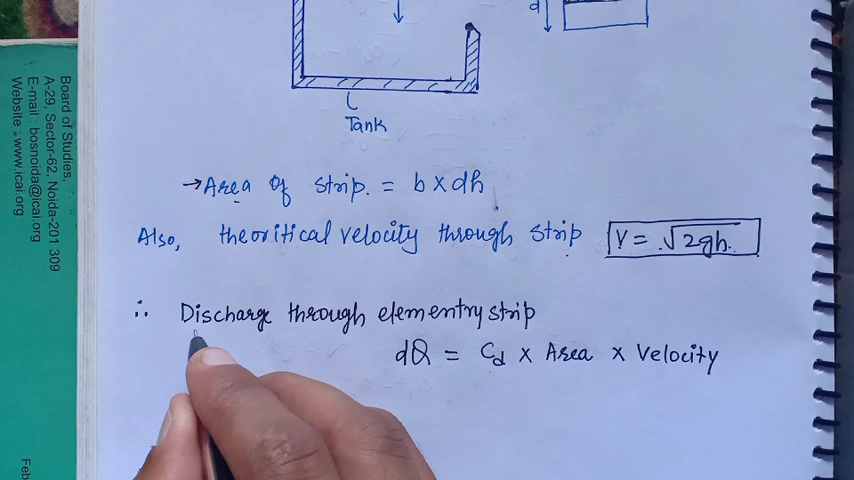 d
Tank
→ Area of strip. = b x dh
Also, theoritical velocity through strip V = √2gh.
∴ Discharge through elementry strip
dQ = Cd x Area x Velocity
Board of Studies,
A-29, Sector-62, Noida-201 309
E-mail : bosnoida@icai.org
Website : www.icai.org
Feb